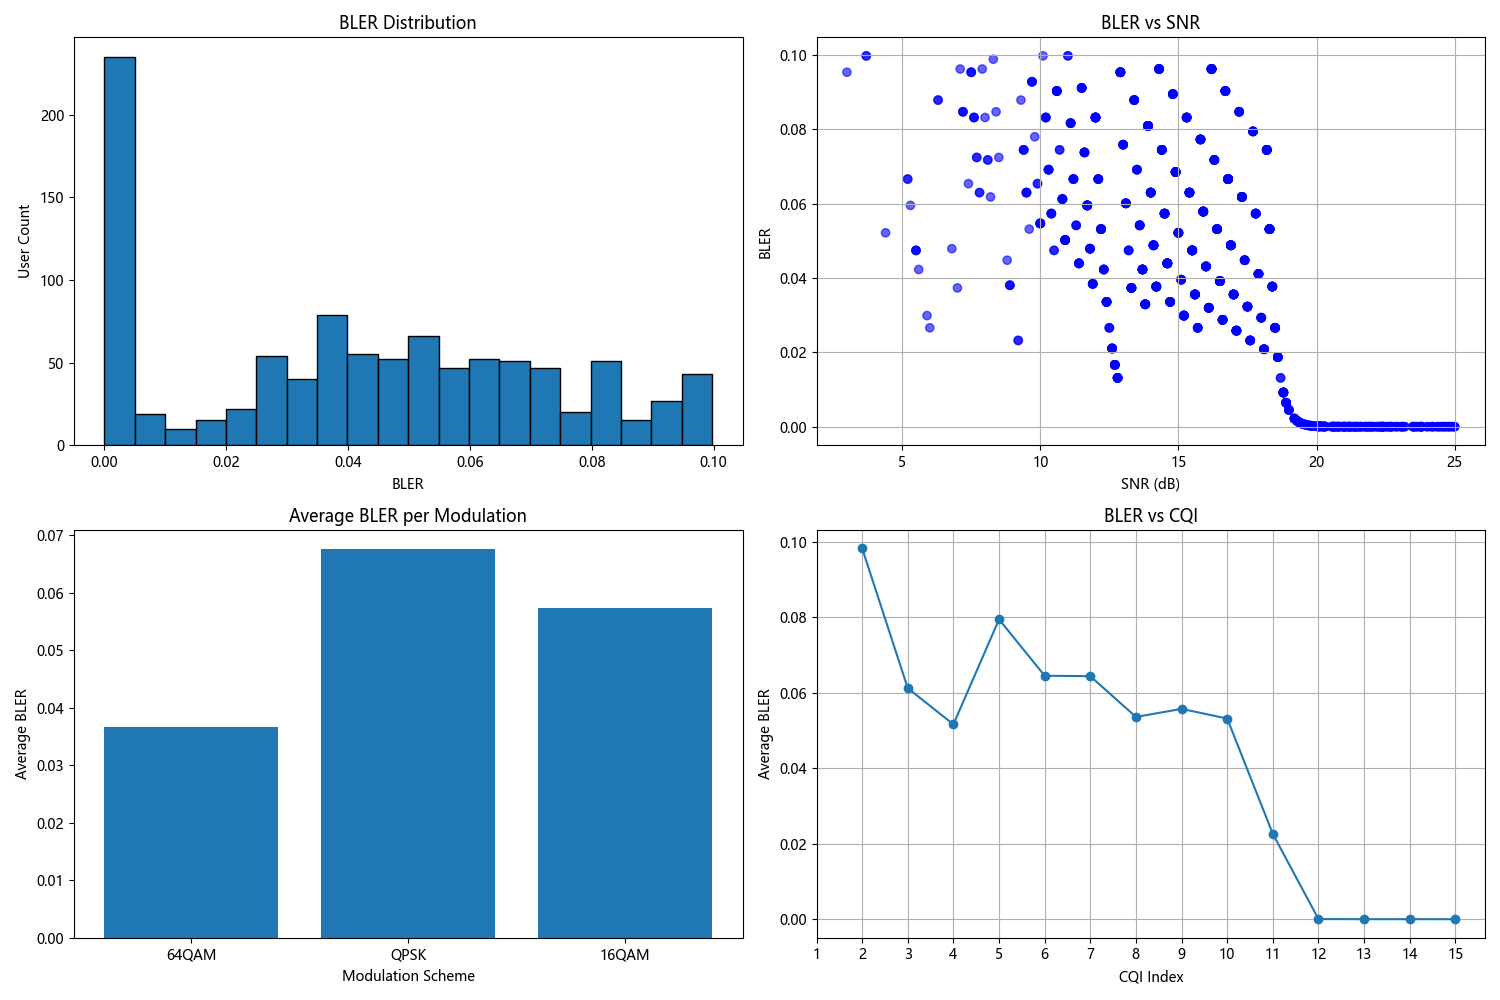 BLER Distribution
User Count
200
150
100
50
0
0.00 0.02 0.04 0.06 0.08 0.10
BLER
BLER vs SNR
BLER
0.10
0.08
0.06
0.04
0.02
0.00
5 10 15 20 25
SNR (dB)
Average BLER per Modulation
Average BLER
0.07
0.06
0.05
0.04
0.03
0.02
0.01
0.00
64QAM QPSK 16QAM
Modulation Scheme
BLER vs CQI
Average BLER
0.10
0.08
0.06
0.04
0.02
0.00
1 2 3 4 5 6 7 8 9 10 11 12 13 14 15
CQI Index